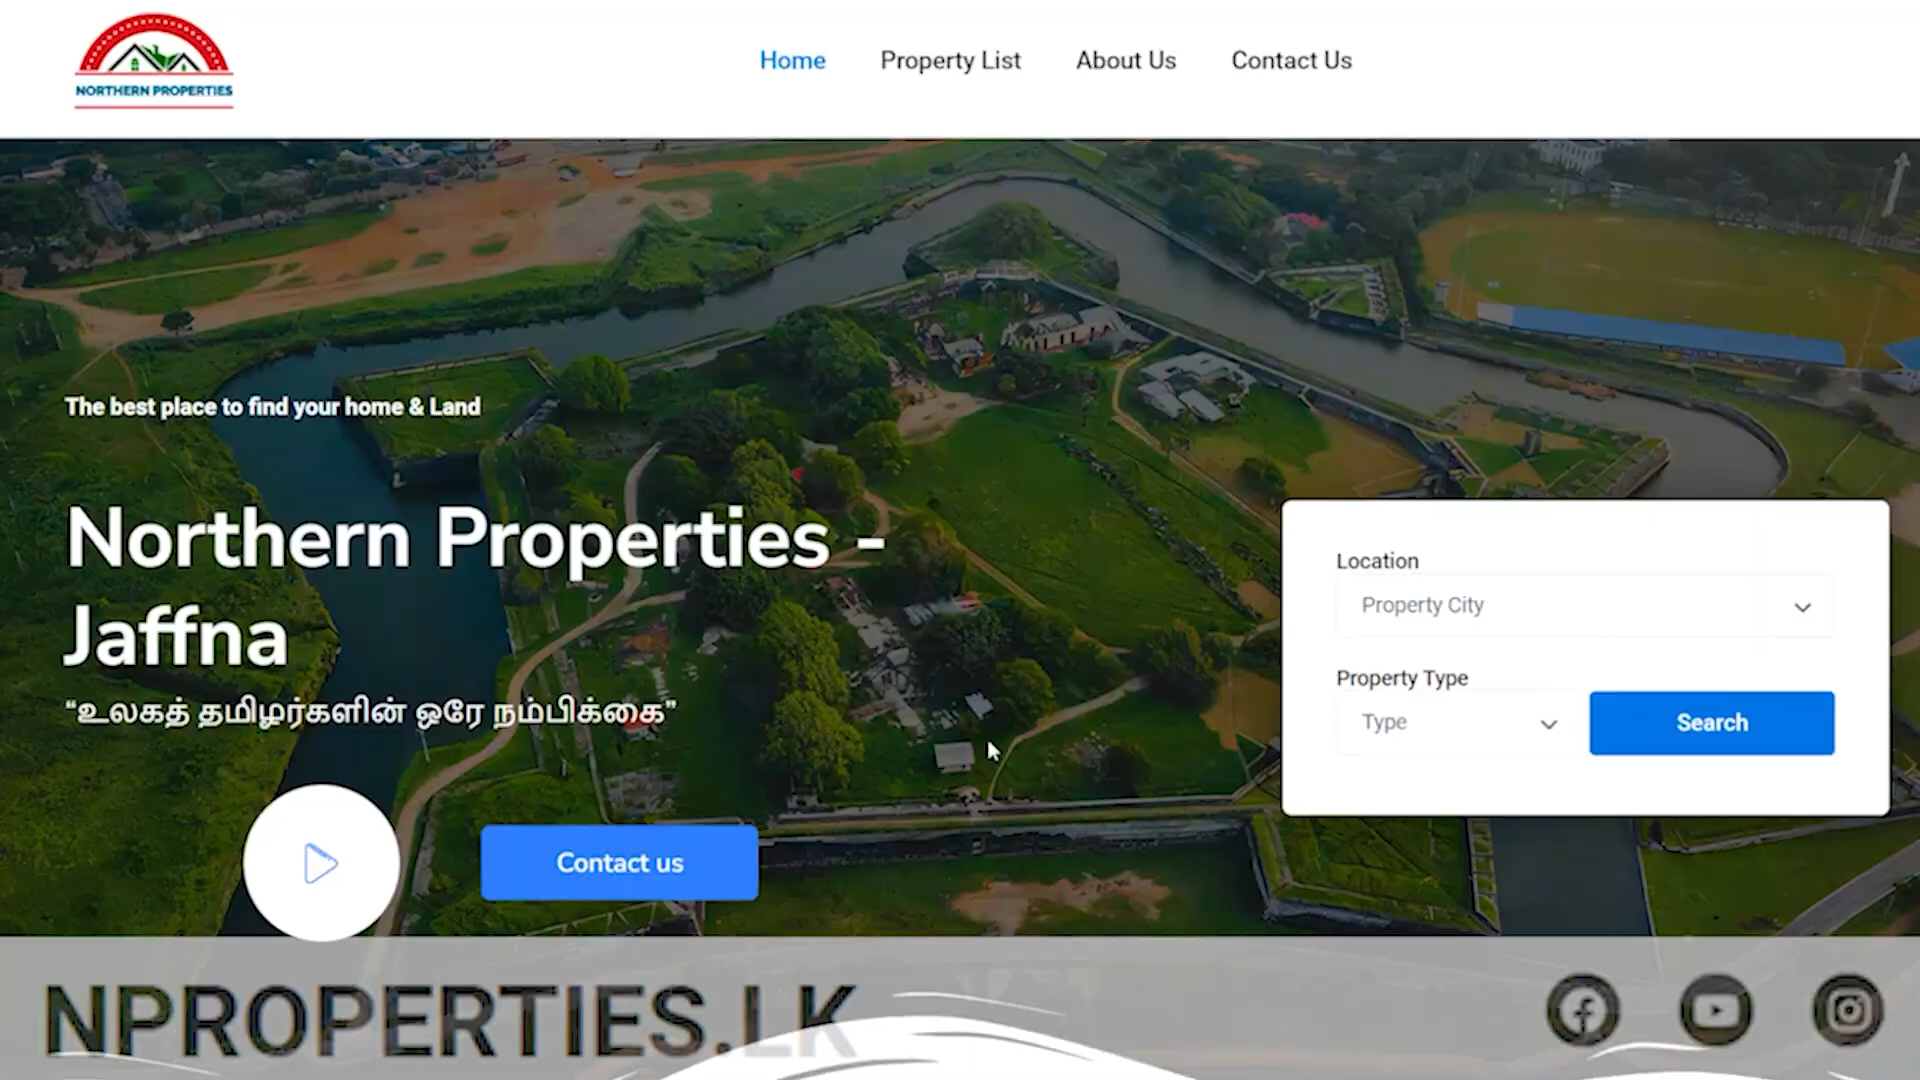 NORTHERN PROPERTIES
Home
Property List
About Us
Contact Us
The best place to find your home & Land
Northern Properties -
Jaffna
“உலகத் தமிழர்களின் ஒரே நம்பிக்கை”
Contact us
Location
Property City
Property Type
Type
Search
NPROPERTIES.LK